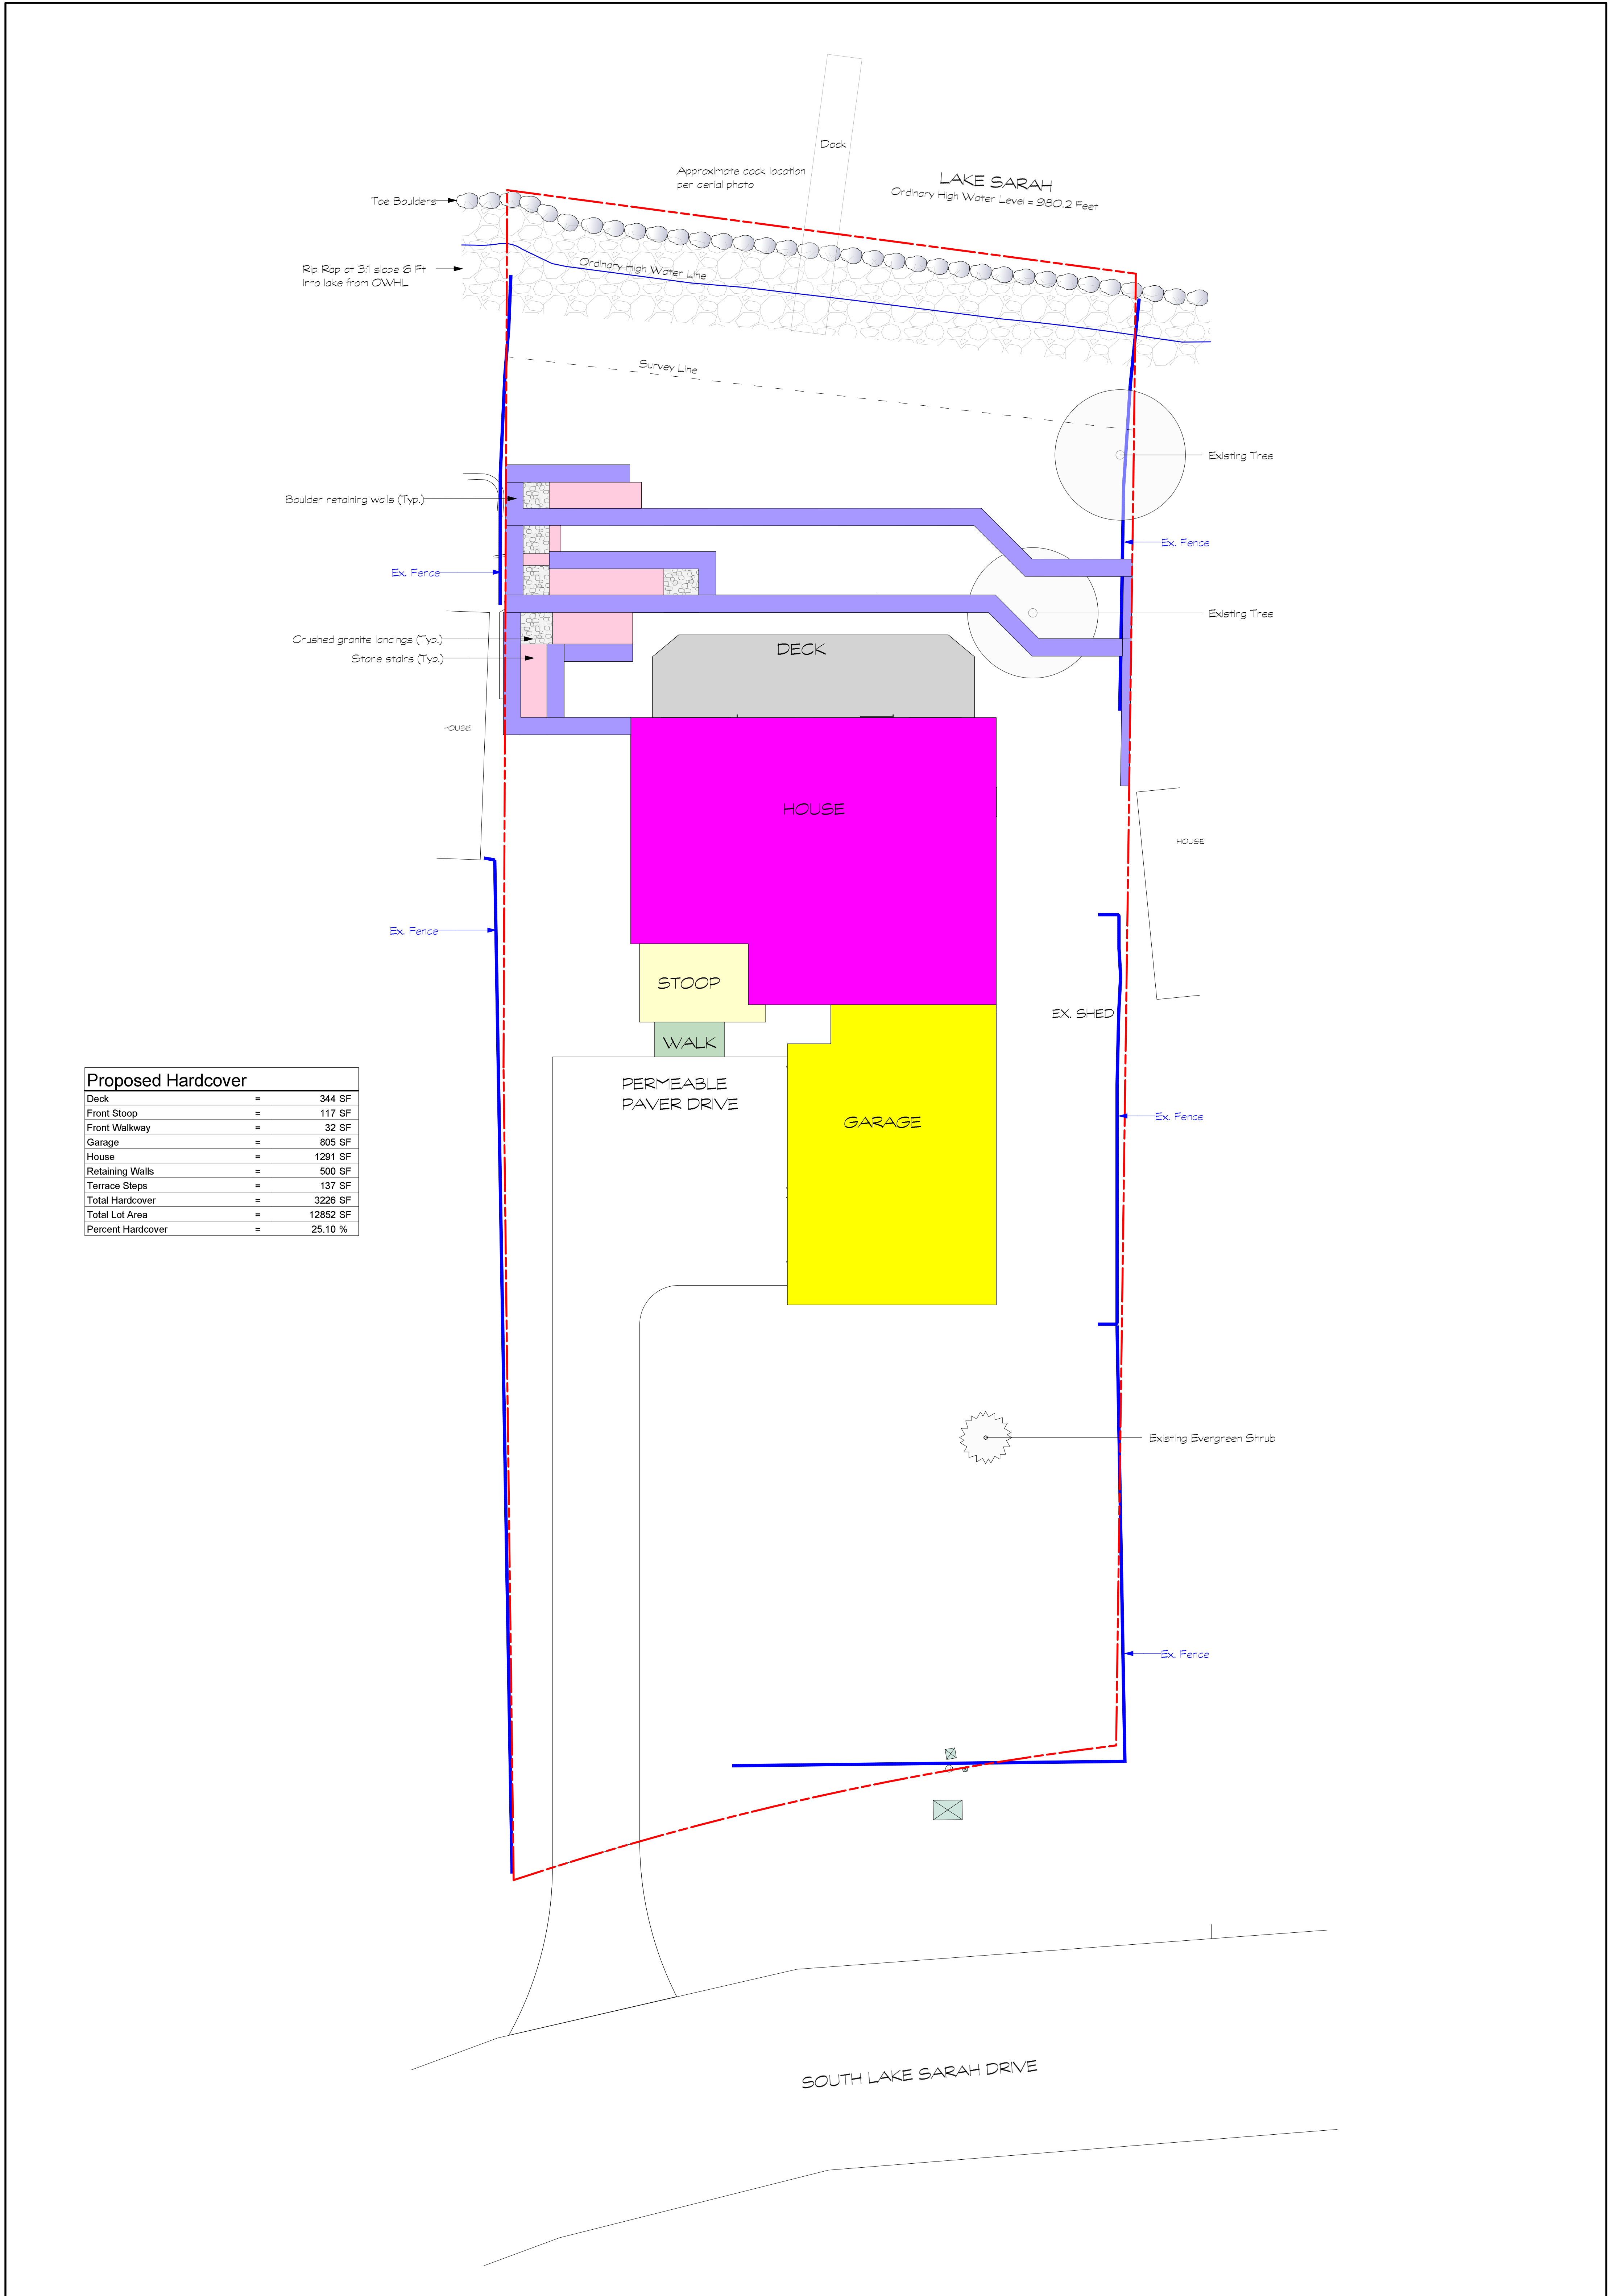 Dock
Approximate dock location
per aerial photo
LAKE SARAH
Ordinary High Water Level = 980.2 Feet
Toe Boulders
Rip Rap at 3:1 slope 6 Ft
into lake from OWHL
Ordinary High Water Line
Survey Line
Existing Tree
Boulder retaining walls (Typ.)
Ex. Fence
Ex. Fence
Existing Tree
Crushed granite landings (Typ.)
Stone stairs (Typ.)
DECK
HOUSE
HOUSE
HOUSE
Ex. Fence
STOOP
EX. SHED
WALK
PERMEABLE
PAVER DRIVE
GARAGE
Ex. Fence
Proposed Hardcover
Deck = 344 SF
Front Stoop = 117 SF
Front Walkway = 32 SF
Garage = 805 SF
House = 1291 SF
Retaining Walls = 500 SF
Terrace Steps = 137 SF
Total Hardcover = 3226 SF
Total Lot Area = 12852 SF
Percent Hardcover = 25.10 %
Existing Evergreen Shrub
Ex. Fence
SOUTH LAKE SARAH DRIVE